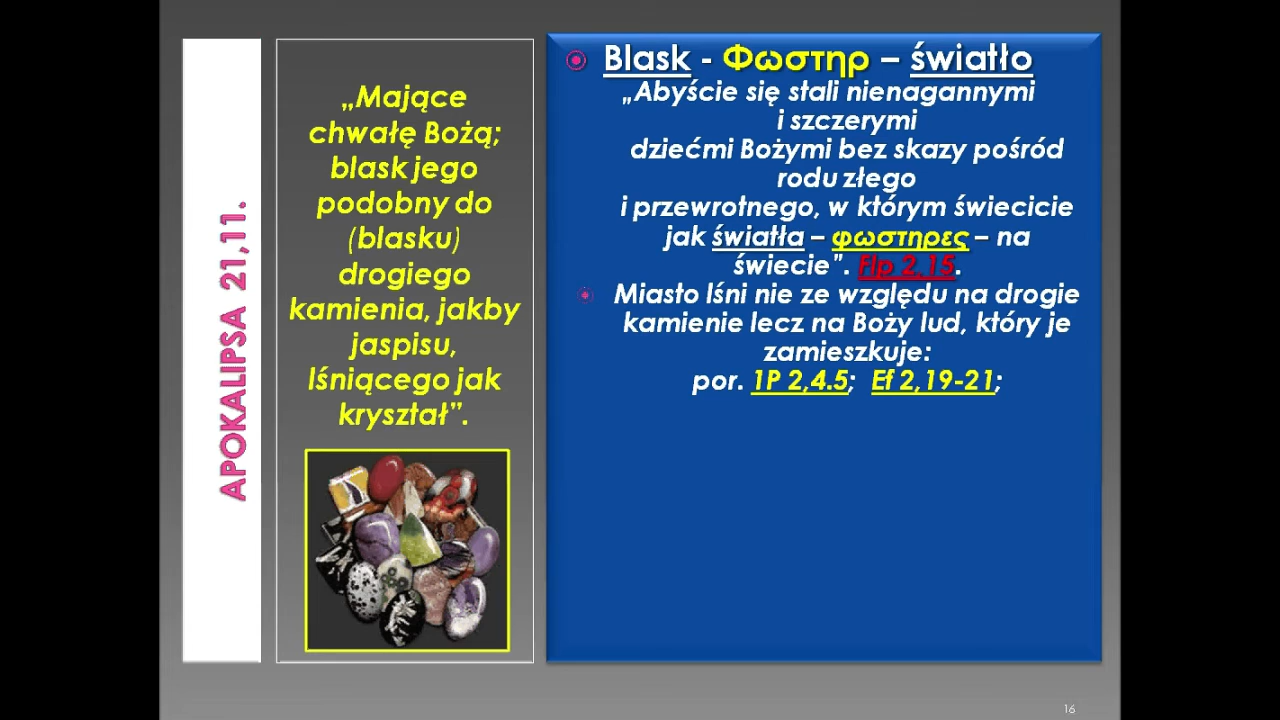 APOKALIPSA 21,11.
„Mające
chwałę Bożą;
blask jego
podobny do
(blasku)
drogiego
kamienia, jakby
jaspisu,
lśniącego jak
kryształ”.
Blask - Φωστηρ – światło
„Abyście się stali nienagannymi
i szczerymi
dziećmi Bożymi bez skazy pośród
rodu złego
i przewrotnego, w którym świecicie
jak światła – φωστηρες – na
świecie”. Flp 2,15.
Miasto lśni nie ze względu na drogie
kamienie lecz na Boży lud, który je
zamieszkuje:
por. 1P 2,4.5; Ef 2,19-21;
16